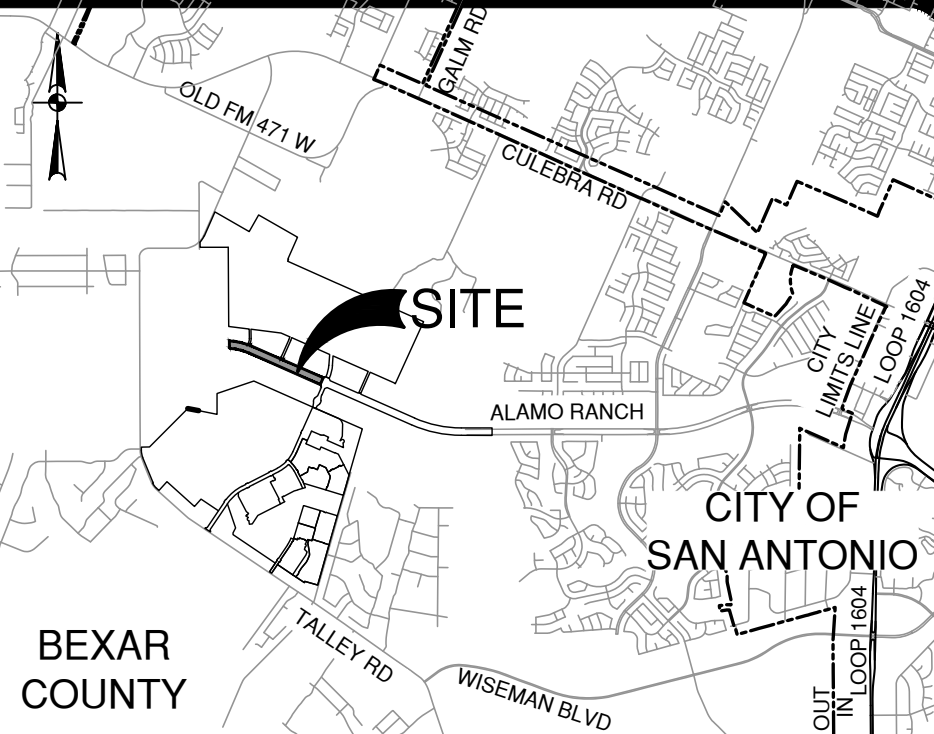 GALM RD
OLD FM 471 W
CULEBRA RD
SITE
CITY
LIMITS LINE
LOOP 1604
ALAMO RANCH
CITY OF
SAN ANTONIO
BEXAR
COUNTY
TALLEY RD
WISEMAN BLVD
OUT
IN
LOOP 1604